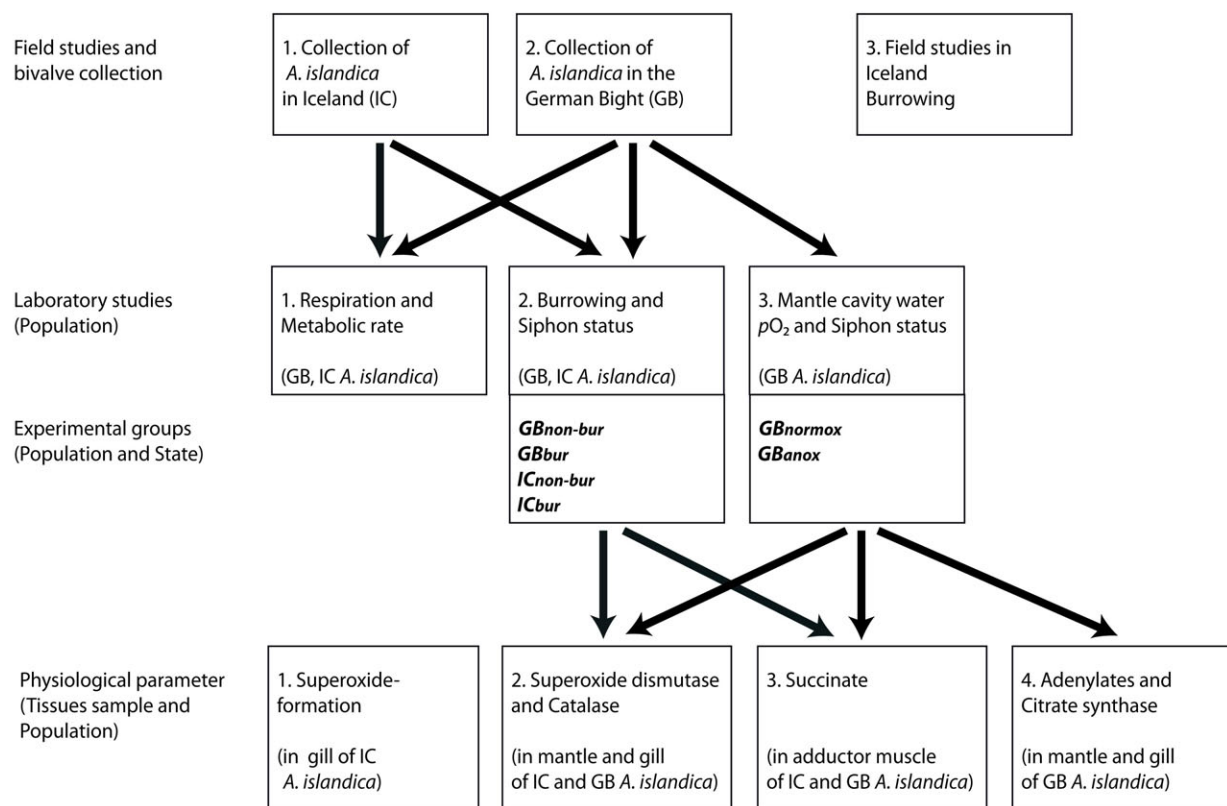 Field studies and
bivalve collection
1. Collection of
A. islandica
in Iceland (IC)
2. Collection of
A. islandica in the
German Bight (GB)
3. Field studies in
Iceland
Burrowing
Laboratory studies
(Population)
1. Respiration and
Metabolic rate
(GB, IC A. islandica)
2. Burrowing and
Siphon status
(GB, IC A. islandica)
3. Mantle cavity water
pO₂ and Siphon status
(GB A. islandica)
Experimental groups
(Population and State)
GBnon-bur
GBbur
ICnon-bur
ICbur
GBnormox
GBanox
Physiological parameter
(Tissues sample and
Population)
1. Superoxide-
formation
(in gill of IC
A. islandica)
2. Superoxide dismutase
and Catalase
(in mantle and gill
of IC and GB A. islandica)
3. Succinate
(in adductor muscle
of IC and GB A. islandica)
4. Adenylates and
Citrate synthase
(in mantle and gill
of GB A. islandica)